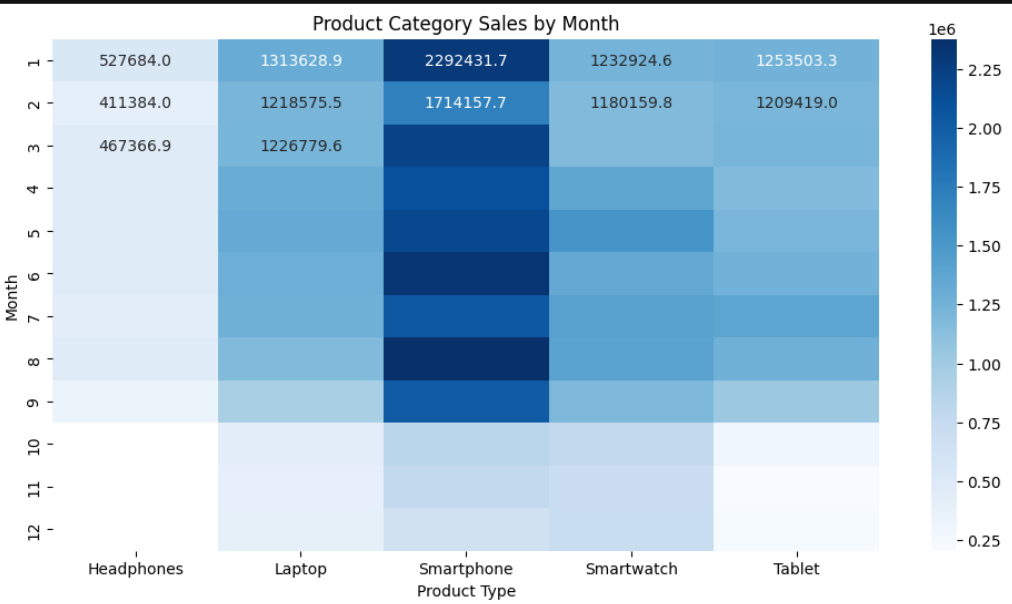 Product Category Sales by Month
1e6
1 527684.0 1313628.9 2292431.7 1232924.6 1253503.3
2 411384.0 1218575.5 1714157.7 1180159.8 1209419.0
3 467366.9 1226779.6
4
5
6
7
8
9
10
11
12
Month
Headphones Laptop Smartphone Smartwatch Tablet
Product Type
2.25
2.00
1.75
1.50
1.25
1.00
0.75
0.50
0.25